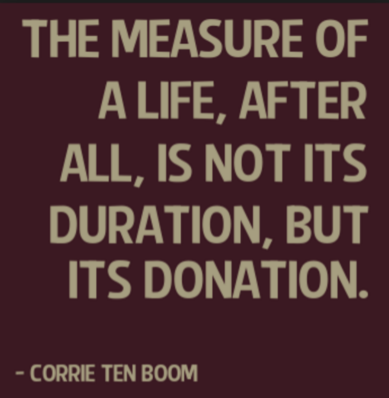 THE MEASURE OF
A LIFE, AFTER
ALL, IS NOT ITS
DURATION, BUT
ITS DONATION.
- CORRIE TEN BOOM